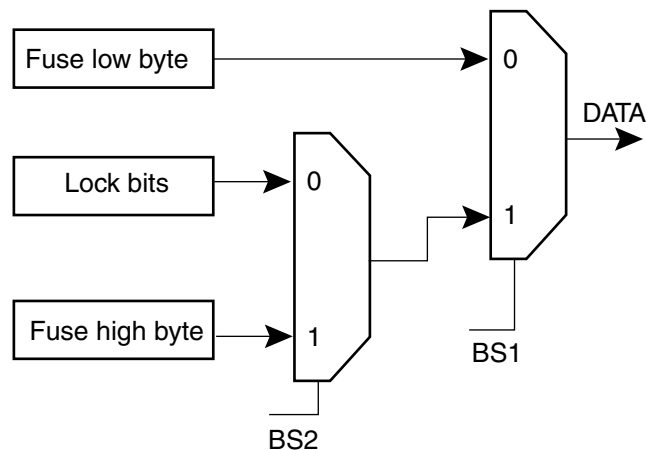 Fuse low byte
0
DATA
Lock bits
0
1
Fuse high byte
1
BS1
BS2